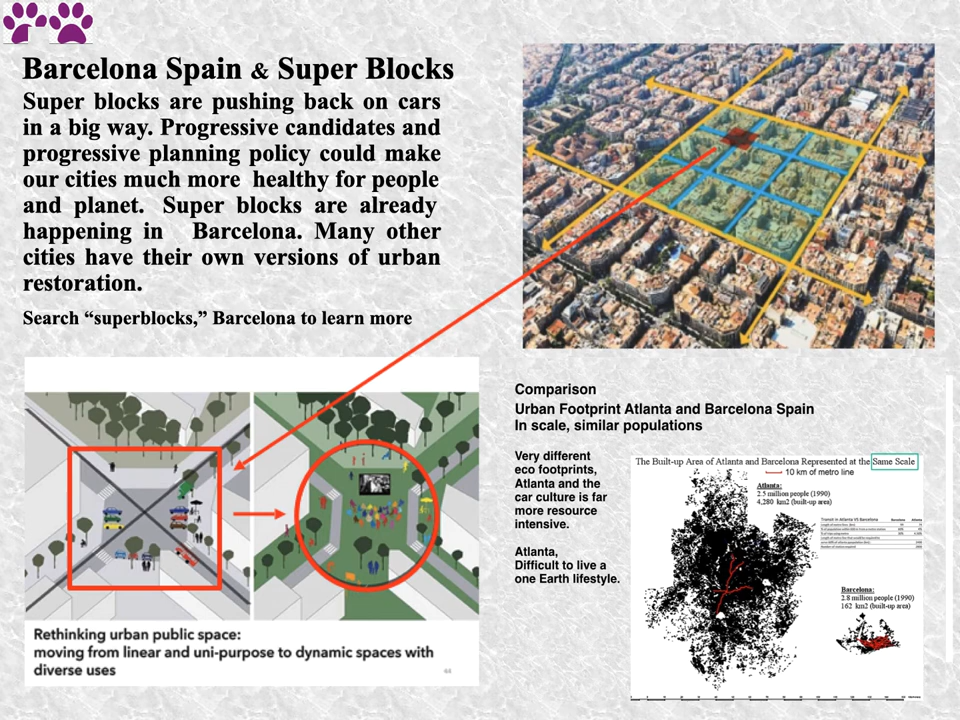 Barcelona Spain & Super Blocks
Super blocks are pushing back on cars
in a big way. Progressive candidates and
progressive planning policy could make
our cities much more healthy for people
and planet. Super blocks are already
happening in Barcelona. Many other
cities have their own versions of urban
restoration.
Search “superblocks,” Barcelona to learn more
Rethinking urban public space:
moving from linear and uni-purpose to dynamic spaces with
diverse uses
Comparison
Urban Footprint Atlanta and Barcelona Spain
In scale, similar populations
Very different
eco footprints,
Atlanta and the
car culture is far
more resource
intensive.
Atlanta,
Difficult to live a
one Earth lifestyle.
The Built-up Area of Atlanta and Barcelona Represented at the Same Scale
10 km of metro line
Atlanta:
2.5 million people (1990)
4,280 km2 (built-up area)
Transit in Atlanta VS Barcelona
Barcelona Atlanta
Barcelona:
2.8 million people (1990)
162 km2 (built-up area)